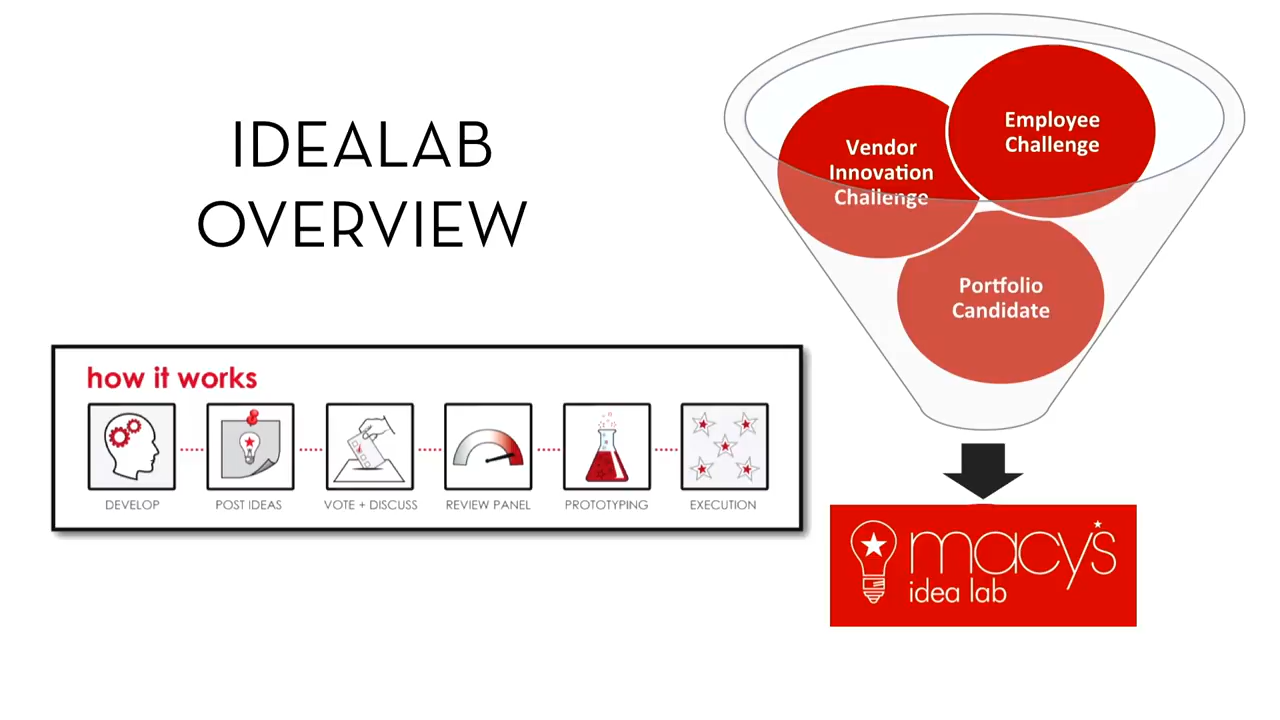 IDEALAB
OVERVIEW
Vendor
Innovation
Challenge
Employee
Challenge
Portfolio
Candidate
how it works
DEVELOP
POST IDEAS
VOTE + DISCUSS
REVIEW PANEL
PROTOTYPING
EXECUTION
macy's
idea lab